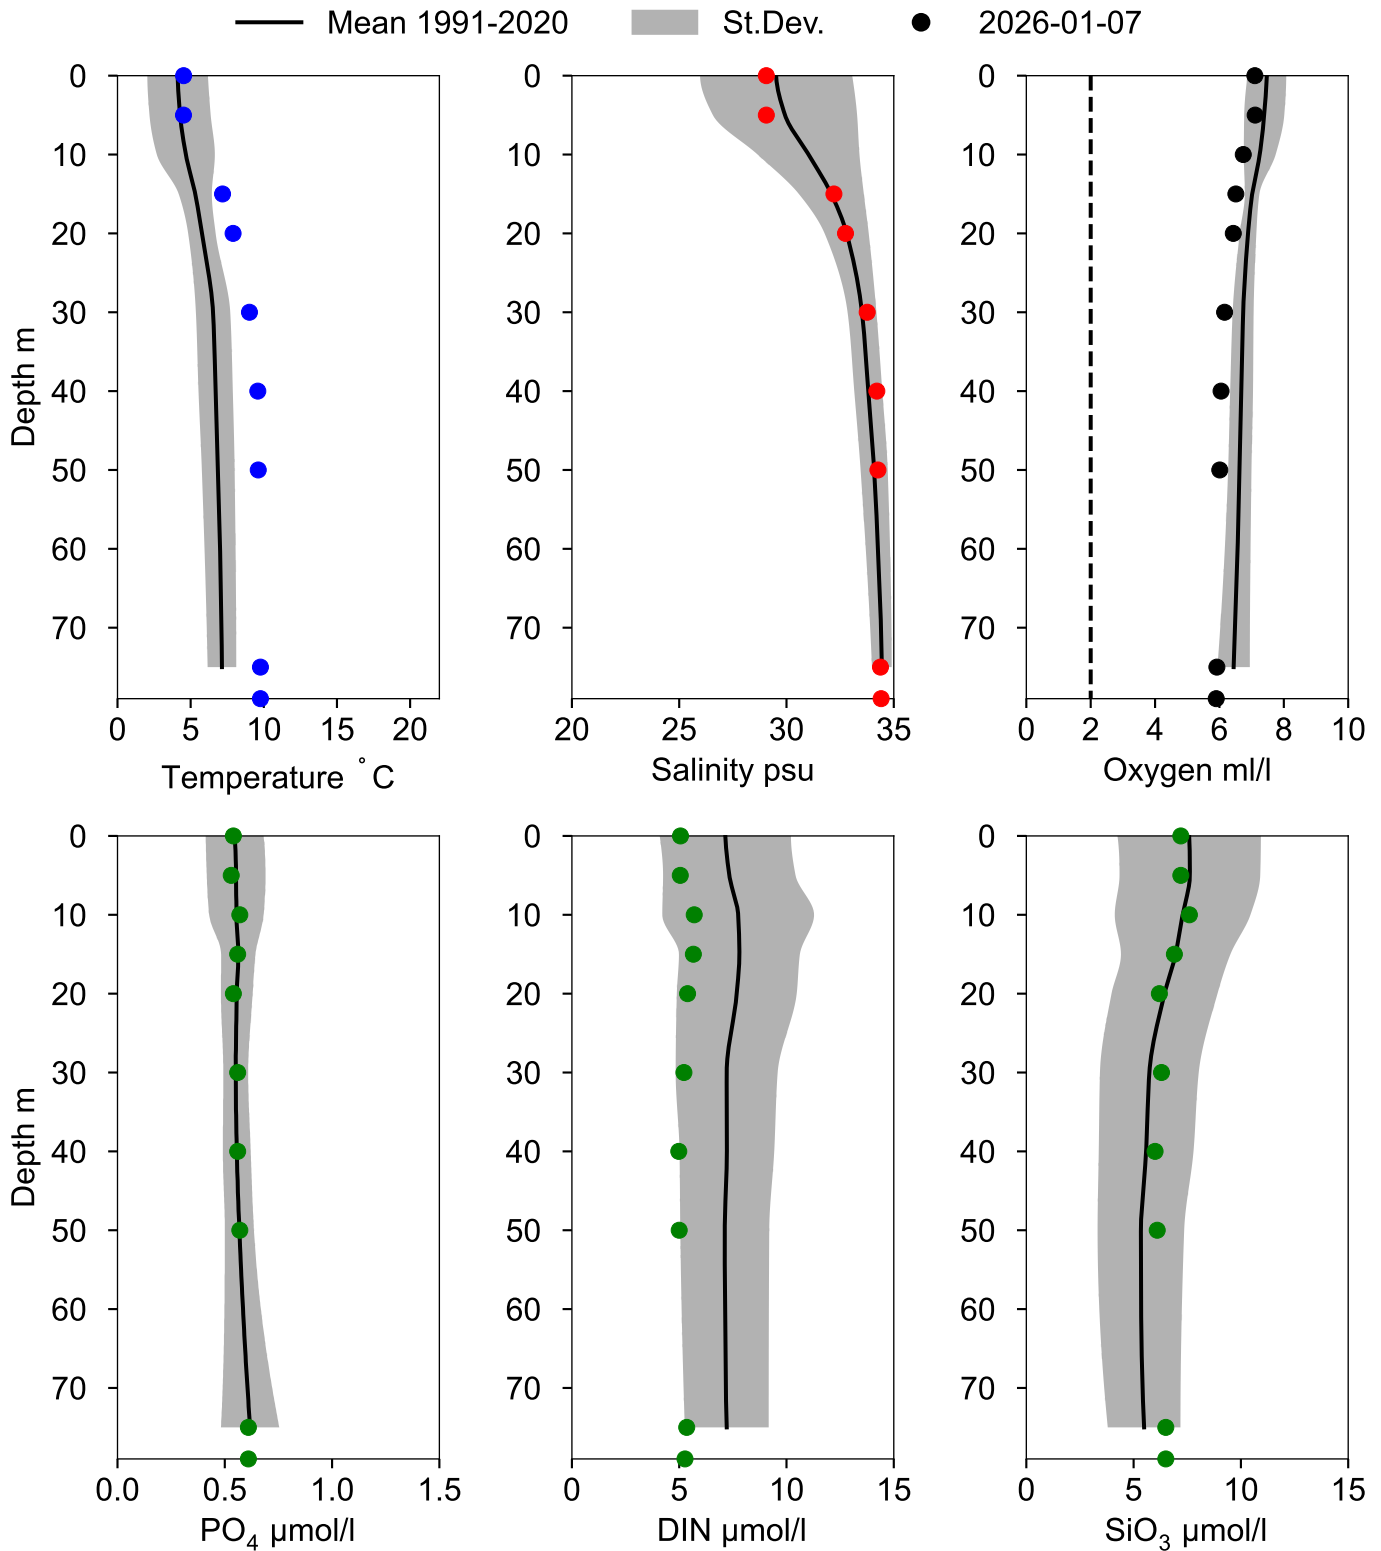 Mean 1991-2020 St.Dev. 2026-01-07
0 0 0
10 10 10
20 20 20
30 30 30
40 40 40
50 50 50
60 60 60
70 70 70
Depth m
0 5 10 15 20 20 25 30 35 0 2 4 6 8 10
Temperature °C Salinity psu Oxygen ml/l
0 0 0
10 10 10
20 20 20
30 30 30
40 40 40
50 50 50
60 60 60
70 70 70
Depth m
0.0 0.5 1.0 1.5 0 5 10 15 0 5 10 15
PO₄ µmol/l DIN µmol/l SiO₃ µmol/l